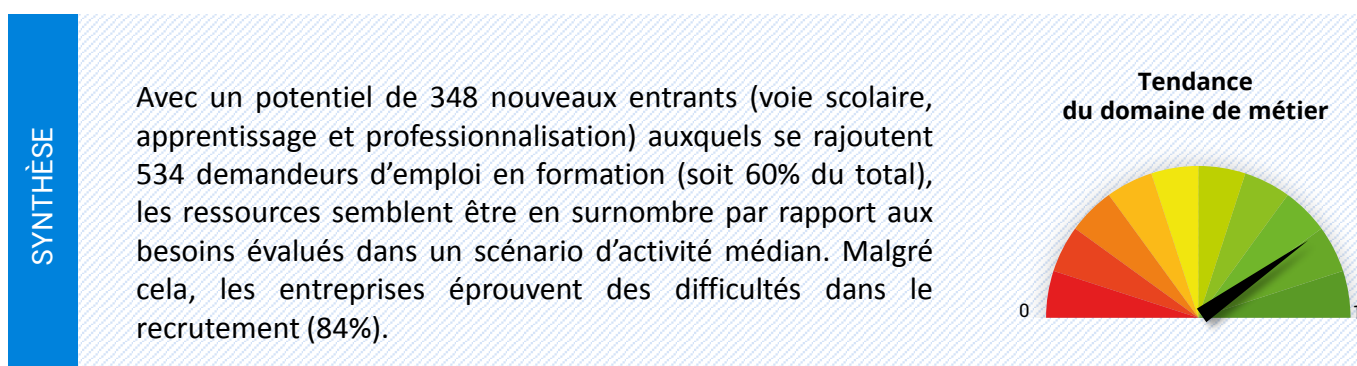 SYNTHÈSE
Avec un potentiel de 348 nouveaux entrants (voie scolaire,
apprentissage et professionnalisation) auxquels se rajoutent
534 demandeurs d’emploi en formation (soit 60% du total),
les ressources semblent être en surnombre par rapport aux
besoins évalués dans un scénario d’activité médian. Malgré
cela, les entreprises éprouvent des difficultés dans le
recrutement (84%).
Tendance
du domaine de métier
0